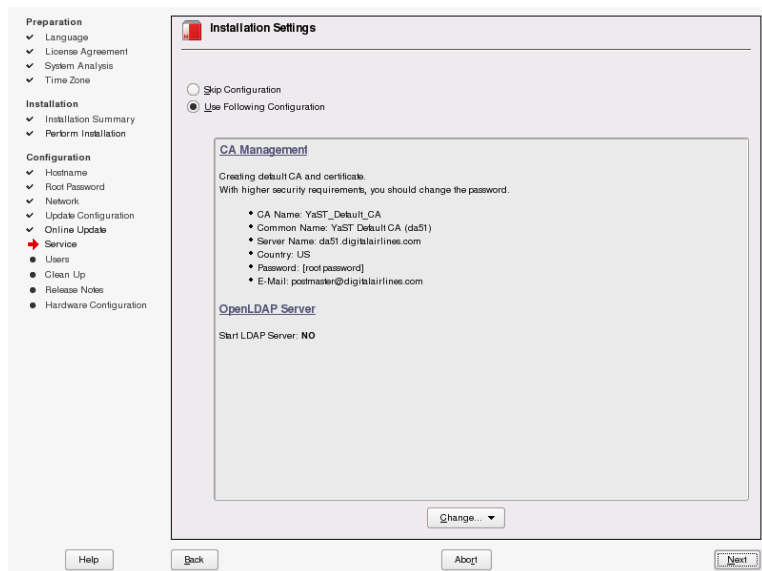 Preparation
Language
License Agreement
System Analysis
Time Zone
Installation
Installation Summary
Perform Installation
Configuration
Hostname
Root Password
Network
Update Configuration
Online Update
Service
Users
Clean Up
Release Notes
Hardware Configuration
Installation Settings
Skip Configuration
Use Following Configuration
CA Management
Creating default CA and certificate.
With higher security requirements, you should change the password.
• CA Name: YaST_Default_CA
• Common Name: YaST Default CA (da51)
• Server Name: da51.digitalairlines.com
• Country: US
• Password: [root password]
• E-Mail: postmaster@digitalairlines.com
OpenLDAP Server
Start LDAP Server: NO
Change...
Help
Back
Abort
Next